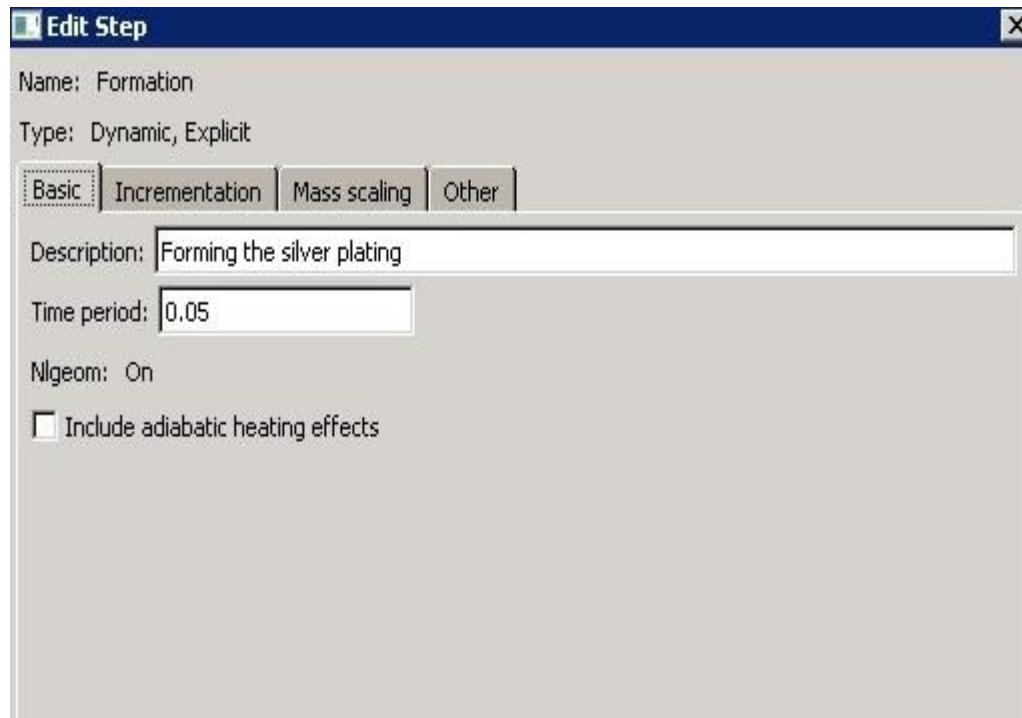 Edit Step
Name: Formation
Type: Dynamic, Explicit
Basic Incrementation Mass scaling Other
Description: Forming the silver plating
Time period: 0.05
Nlgeom: On
Include adiabatic heating effects